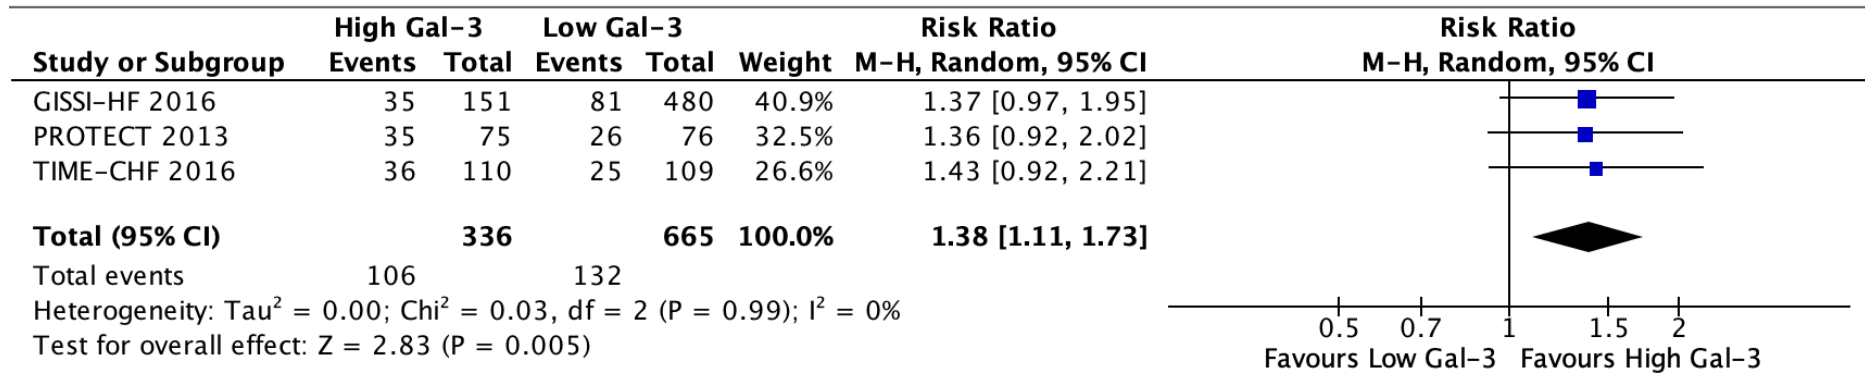 High Gal-3 Low Gal-3 Risk Ratio Risk Ratio
Study or Subgroup Events Total Events Total Weight M-H, Random, 95% CI M-H, Random, 95% CI
GISSI-HF 2016 35 151 81 480 40.9% 1.37 [0.97, 1.95]
PROTECT 2013 35 75 26 76 32.5% 1.36 [0.92, 2.02]
TIME-CHF 2016 36 110 25 109 26.6% 1.43 [0.92, 2.21]
Total (95% CI) 336 665 100.0% 1.38 [1.11, 1.73]
Total events 106 132
Heterogeneity: Tau² = 0.00; Chi² = 0.03, df = 2 (P = 0.99); I² = 0%
Test for overall effect: Z = 2.83 (P = 0.005)
0.5 0.7 1 1.5 2
Favours Low Gal-3 Favours High Gal-3